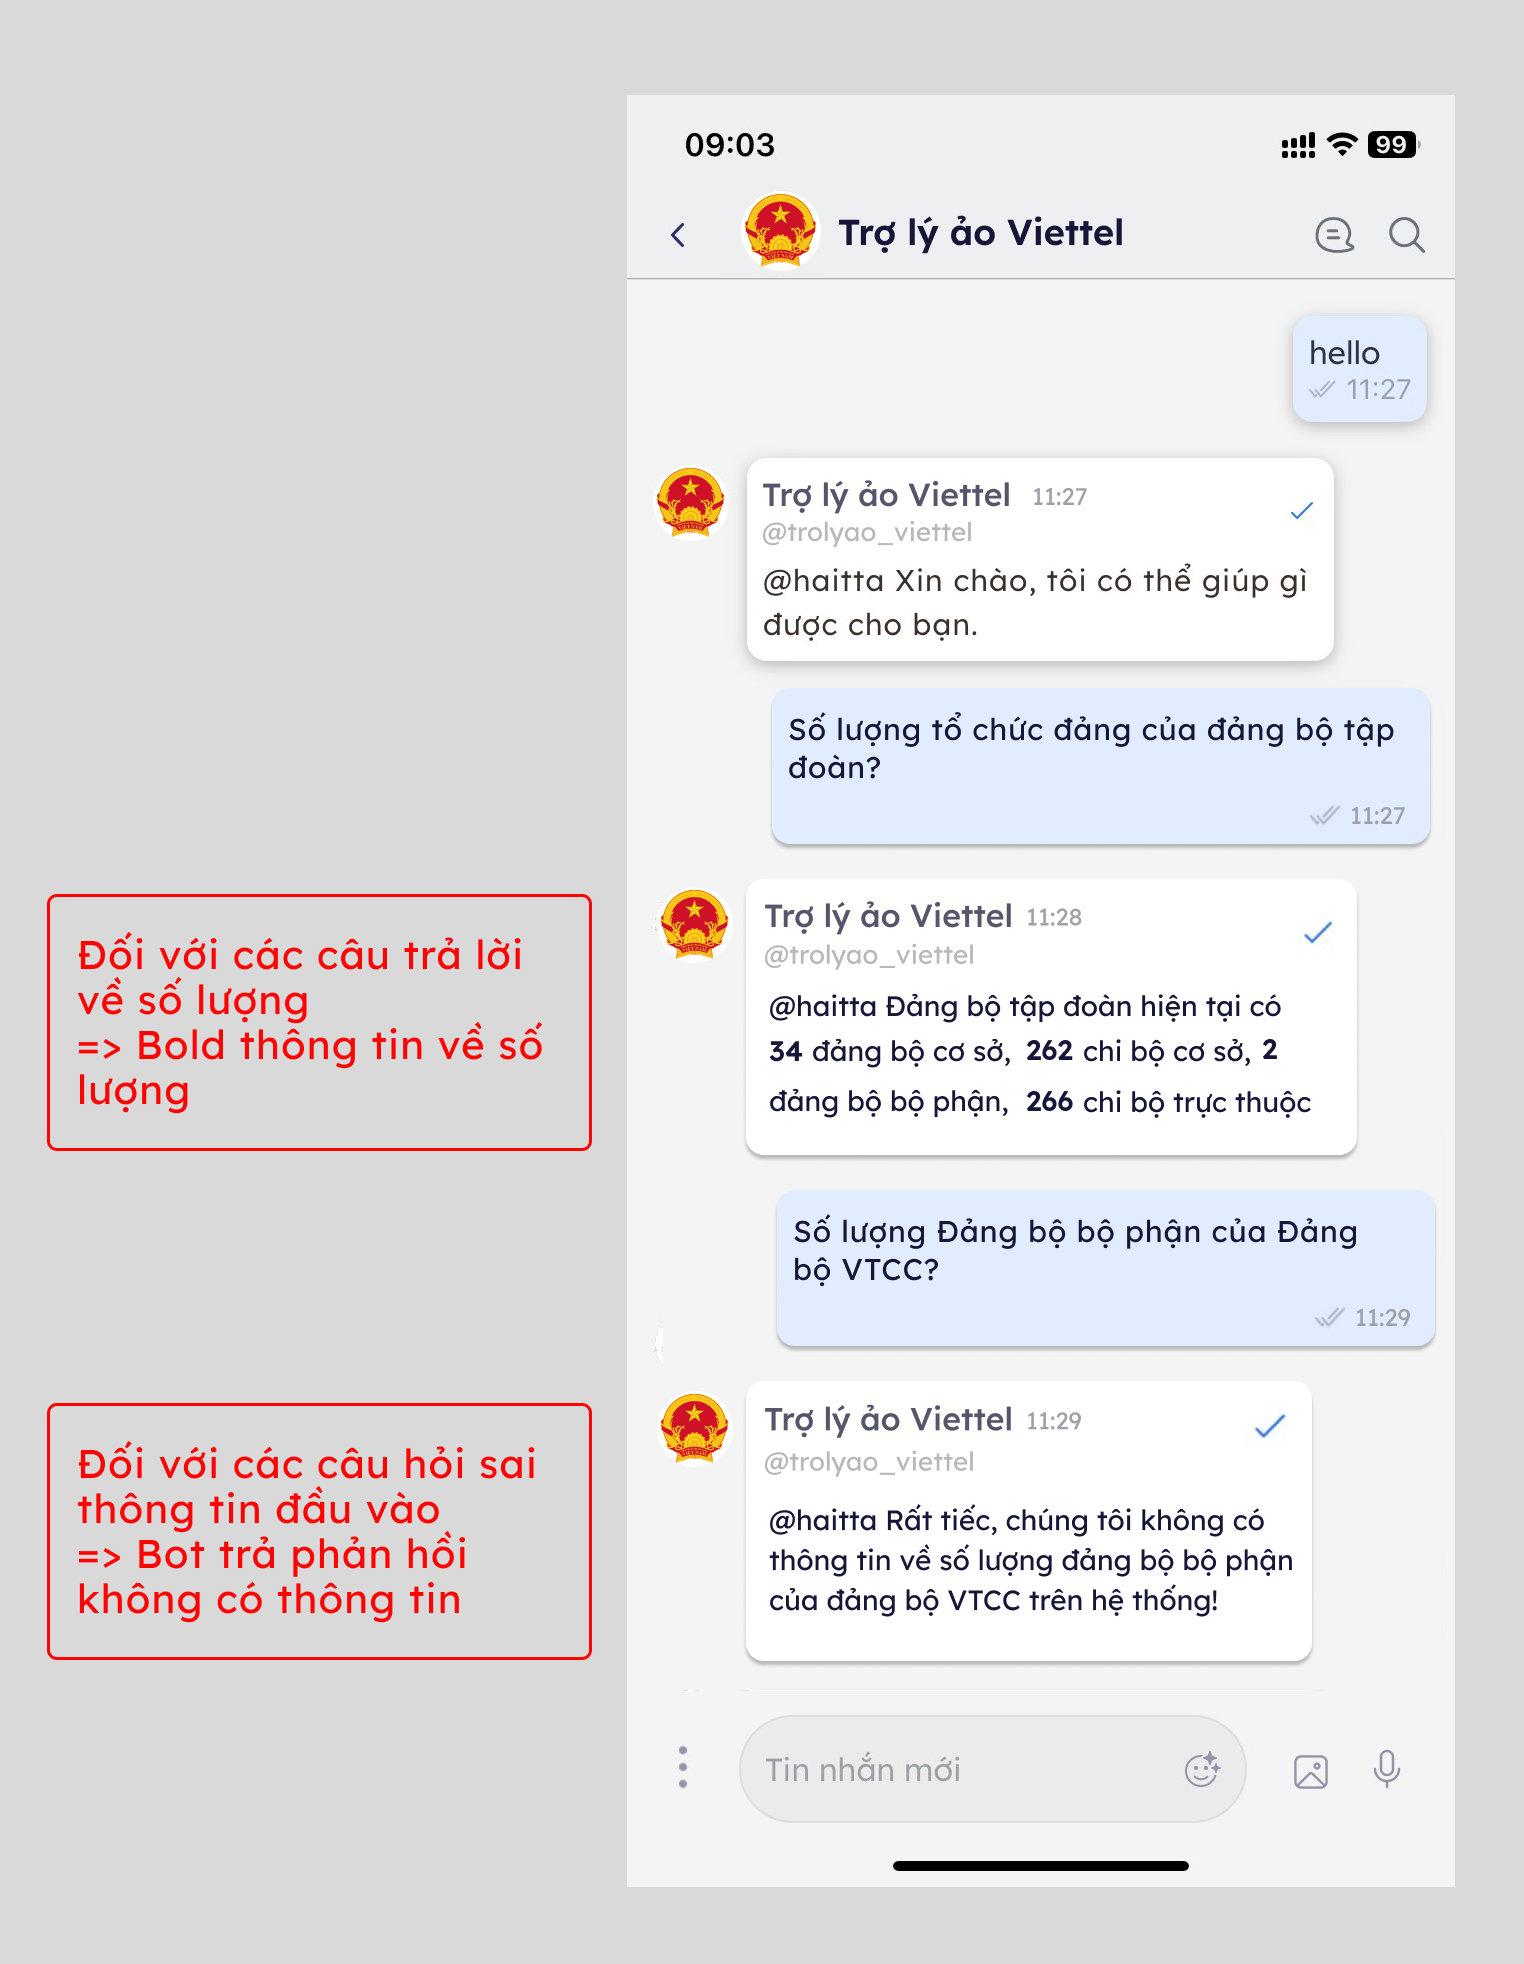 09:03
99
Trợ lý ảo Viettel
hello
11:27
Trợ lý ảo Viettel 11:27
@trolyao_viettel
@haitta Xin chào, tôi có thể giúp gì
được cho bạn.
Số lượng tổ chức đảng của đảng bộ tập
đoàn?
11:27
Đối với các câu trả lời
về số lượng
=> Bold thông tin về số
lượng
Trợ lý ảo Viettel 11:28
@trolyao_viettel
@haitta Đảng bộ tập đoàn hiện tại có
34 đảng bộ cơ sở, 262 chi bộ cơ sở, 2
đảng bộ bộ phận, 266 chi bộ trực thuộc
Số lượng Đảng bộ bộ phận của Đảng
bộ VTCC?
11:29
Đối với các câu hỏi sai
thông tin đầu vào
=> Bot trả phản hồi
không có thông tin
Trợ lý ảo Viettel 11:29
@trolyao_viettel
@haitta Rất tiếc, chúng tôi không có
thông tin về số lượng đảng bộ bộ phận
của đảng bộ VTCC trên hệ thống!
Tin nhắn mới